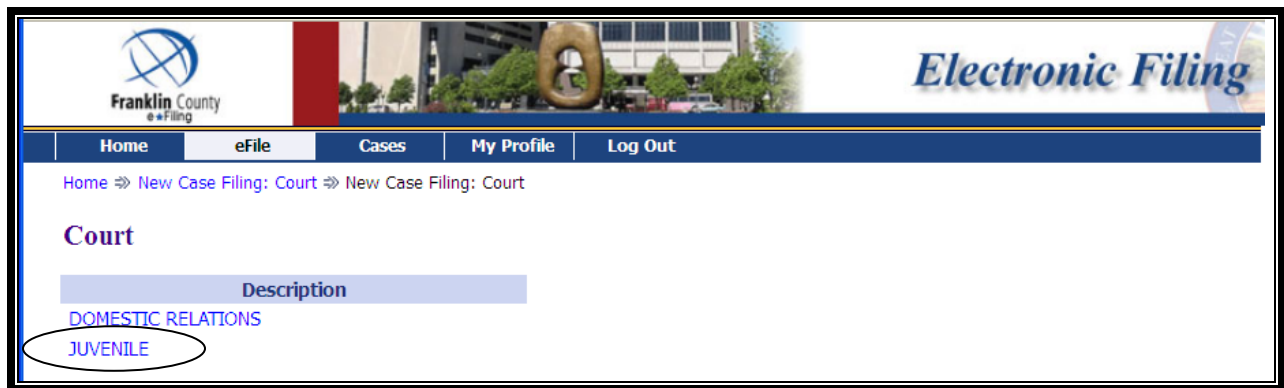 Franklin County
e★Filing
Electronic Filing
Home eFile Cases My Profile Log Out
Home ⇒ New Case Filing: Court ⇒ New Case Filing: Court
Court
Description
DOMESTIC RELATIONS
JUVENILE